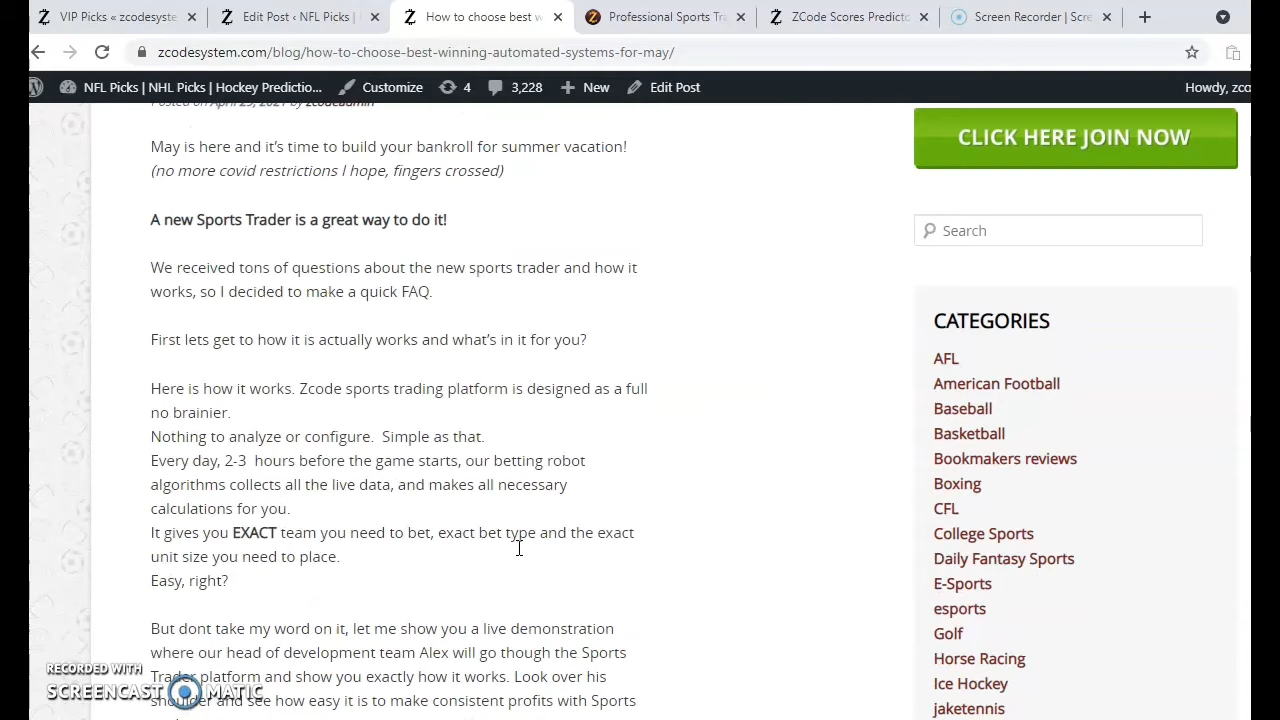 VIP Picks « zcodesyste
Edit Post ‹ NFL Picks |
How to choose best w
Professional Sports Tr
ZCode Scores Predicto
Screen Recorder | Scre
zcodesystem.com/blog/how-to-choose-best-winning-automated-systems-for-may/
NFL Picks | NHL Picks | Hockey Predictio...
Customize
4
3,228
New
Edit Post
Howdy, zco
Posted on April 29, 2021 by zcodeadmin
May is here and it’s time to build your bankroll for summer vacation!
(no more covid restrictions I hope, fingers crossed)
A new Sports Trader is a great way to do it!
We received tons of questions about the new sports trader and how it
works, so I decided to make a quick FAQ.
First lets get to how it is actually works and what’s in it for you?
Here is how it works. Zcode sports trading platform is designed as a full
no brainier.
Nothing to analyze or configure.  Simple as that.
Every day, 2-3  hours before the game starts, our betting robot
algorithms collects all the live data, and makes all necessary
calculations for you.
It gives you EXACT team you need to bet, exact bet type and the exact
unit size you need to place.
Easy, right?
But dont take my word on it, let me show you a live demonstration
where our head of development team Alex will go though the Sports
Trader platform and show you exactly how it works. Look over his
shoulder and see how easy it is to make consistent profits with Sports
CLICK HERE JOIN NOW
Search
CATEGORIES
AFL
American Football
Baseball
Basketball
Bookmakers reviews
Boxing
CFL
College Sports
Daily Fantasy Sports
E-Sports
esports
Golf
Horse Racing
Ice Hockey
jaketennis
RECORDED WITH
SCREENCAST MATIC